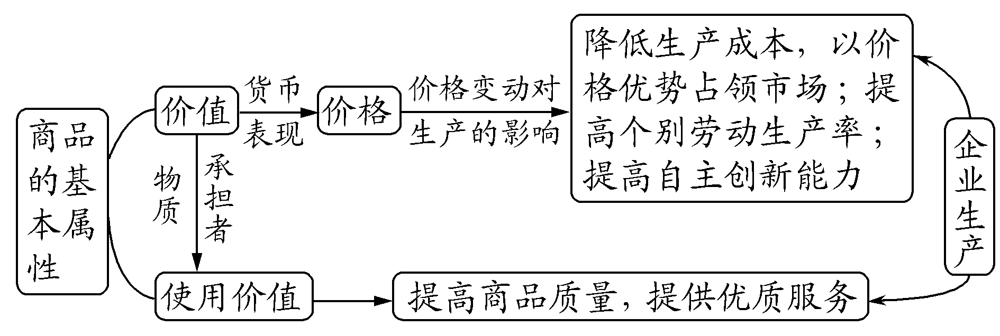 商品
的基
本属
性
价值
货币
表现
价格
价格变动对
生产的影响
降低生产成本，以价
格优势占领市场；提
高个别劳动生产率；
提高自主创新能力
物质
承担者
使用价值
提高商品质量，提供优质服务
企业生产